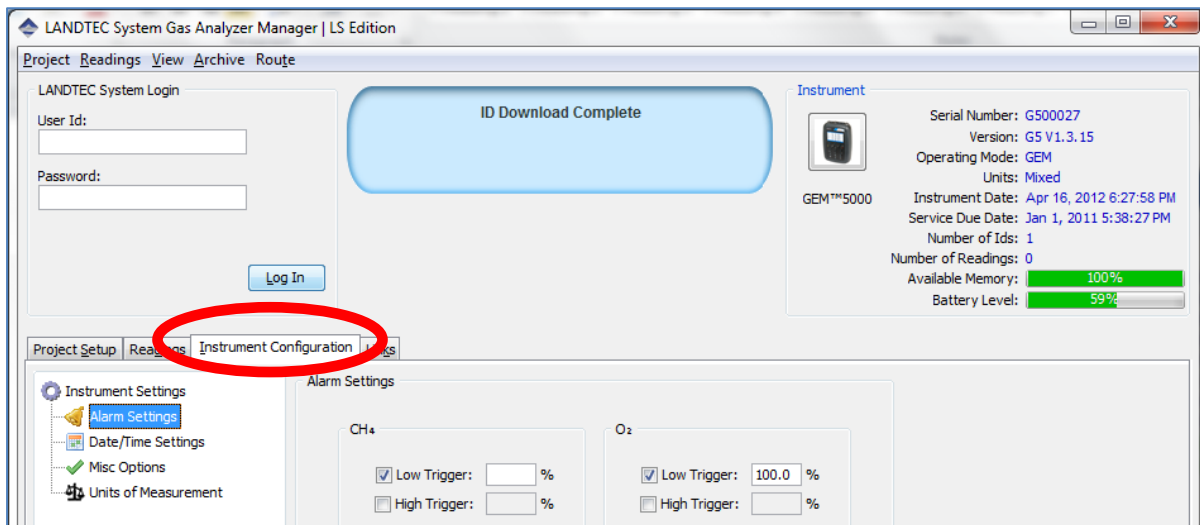 LANDTEC System Gas Analyzer Manager | LS Edition
Project Readings View Archive Route
LANDTEC System Login
User Id:
Password:
Log In
ID Download Complete
Instrument
GEM™5000
Serial Number: G500027
Version: G5 V1.3.15
Operating Mode: GEM
Units: Mixed
Instrument Date: Apr 16, 2012 6:27:58 PM
Service Due Date: Jan 1, 2011 5:38:27 PM
Number of Ids: 1
Number of Readings: 0
Available Memory: 100%
Battery Level: 59%
Project Setup Readings Instrument Configuration Links
Instrument Settings
Alarm Settings
Date/Time Settings
Misc Options
Units of Measurement
Alarm Settings
CH₄
Low Trigger: %
High Trigger: %
O₂
Low Trigger: 100.0 %
High Trigger: %